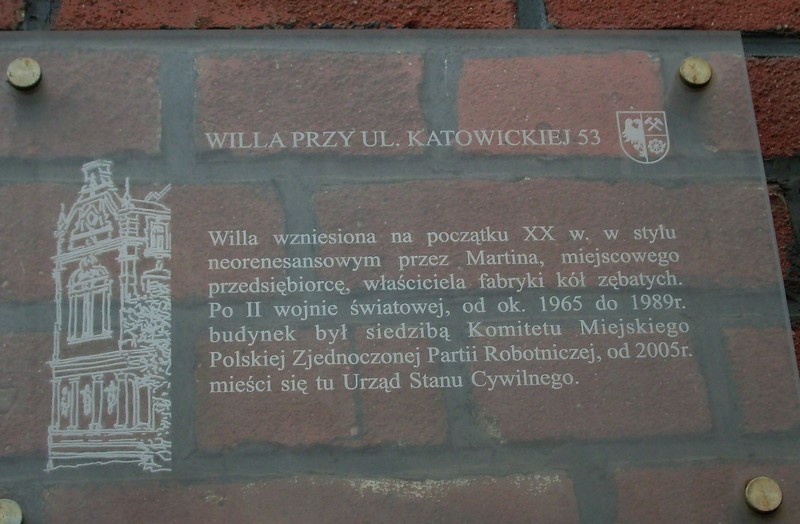 WILLA PRZY UL. KATOWICKIEJ 53
Willa wzniesiona na początku XX w. w stylu
neorenesansowym przez Martina, miejscowego
przedsiębiorcę, właściciela fabryki kół zębatych.
Po II wojnie światowej, od ok. 1965 do 1989r.
budynek był siedzibą Komitetu Miejskiego
Polskiej Zjednoczonej Partii Robotniczej, od 2005r.
mieści się tu Urząd Stanu Cywilnego.